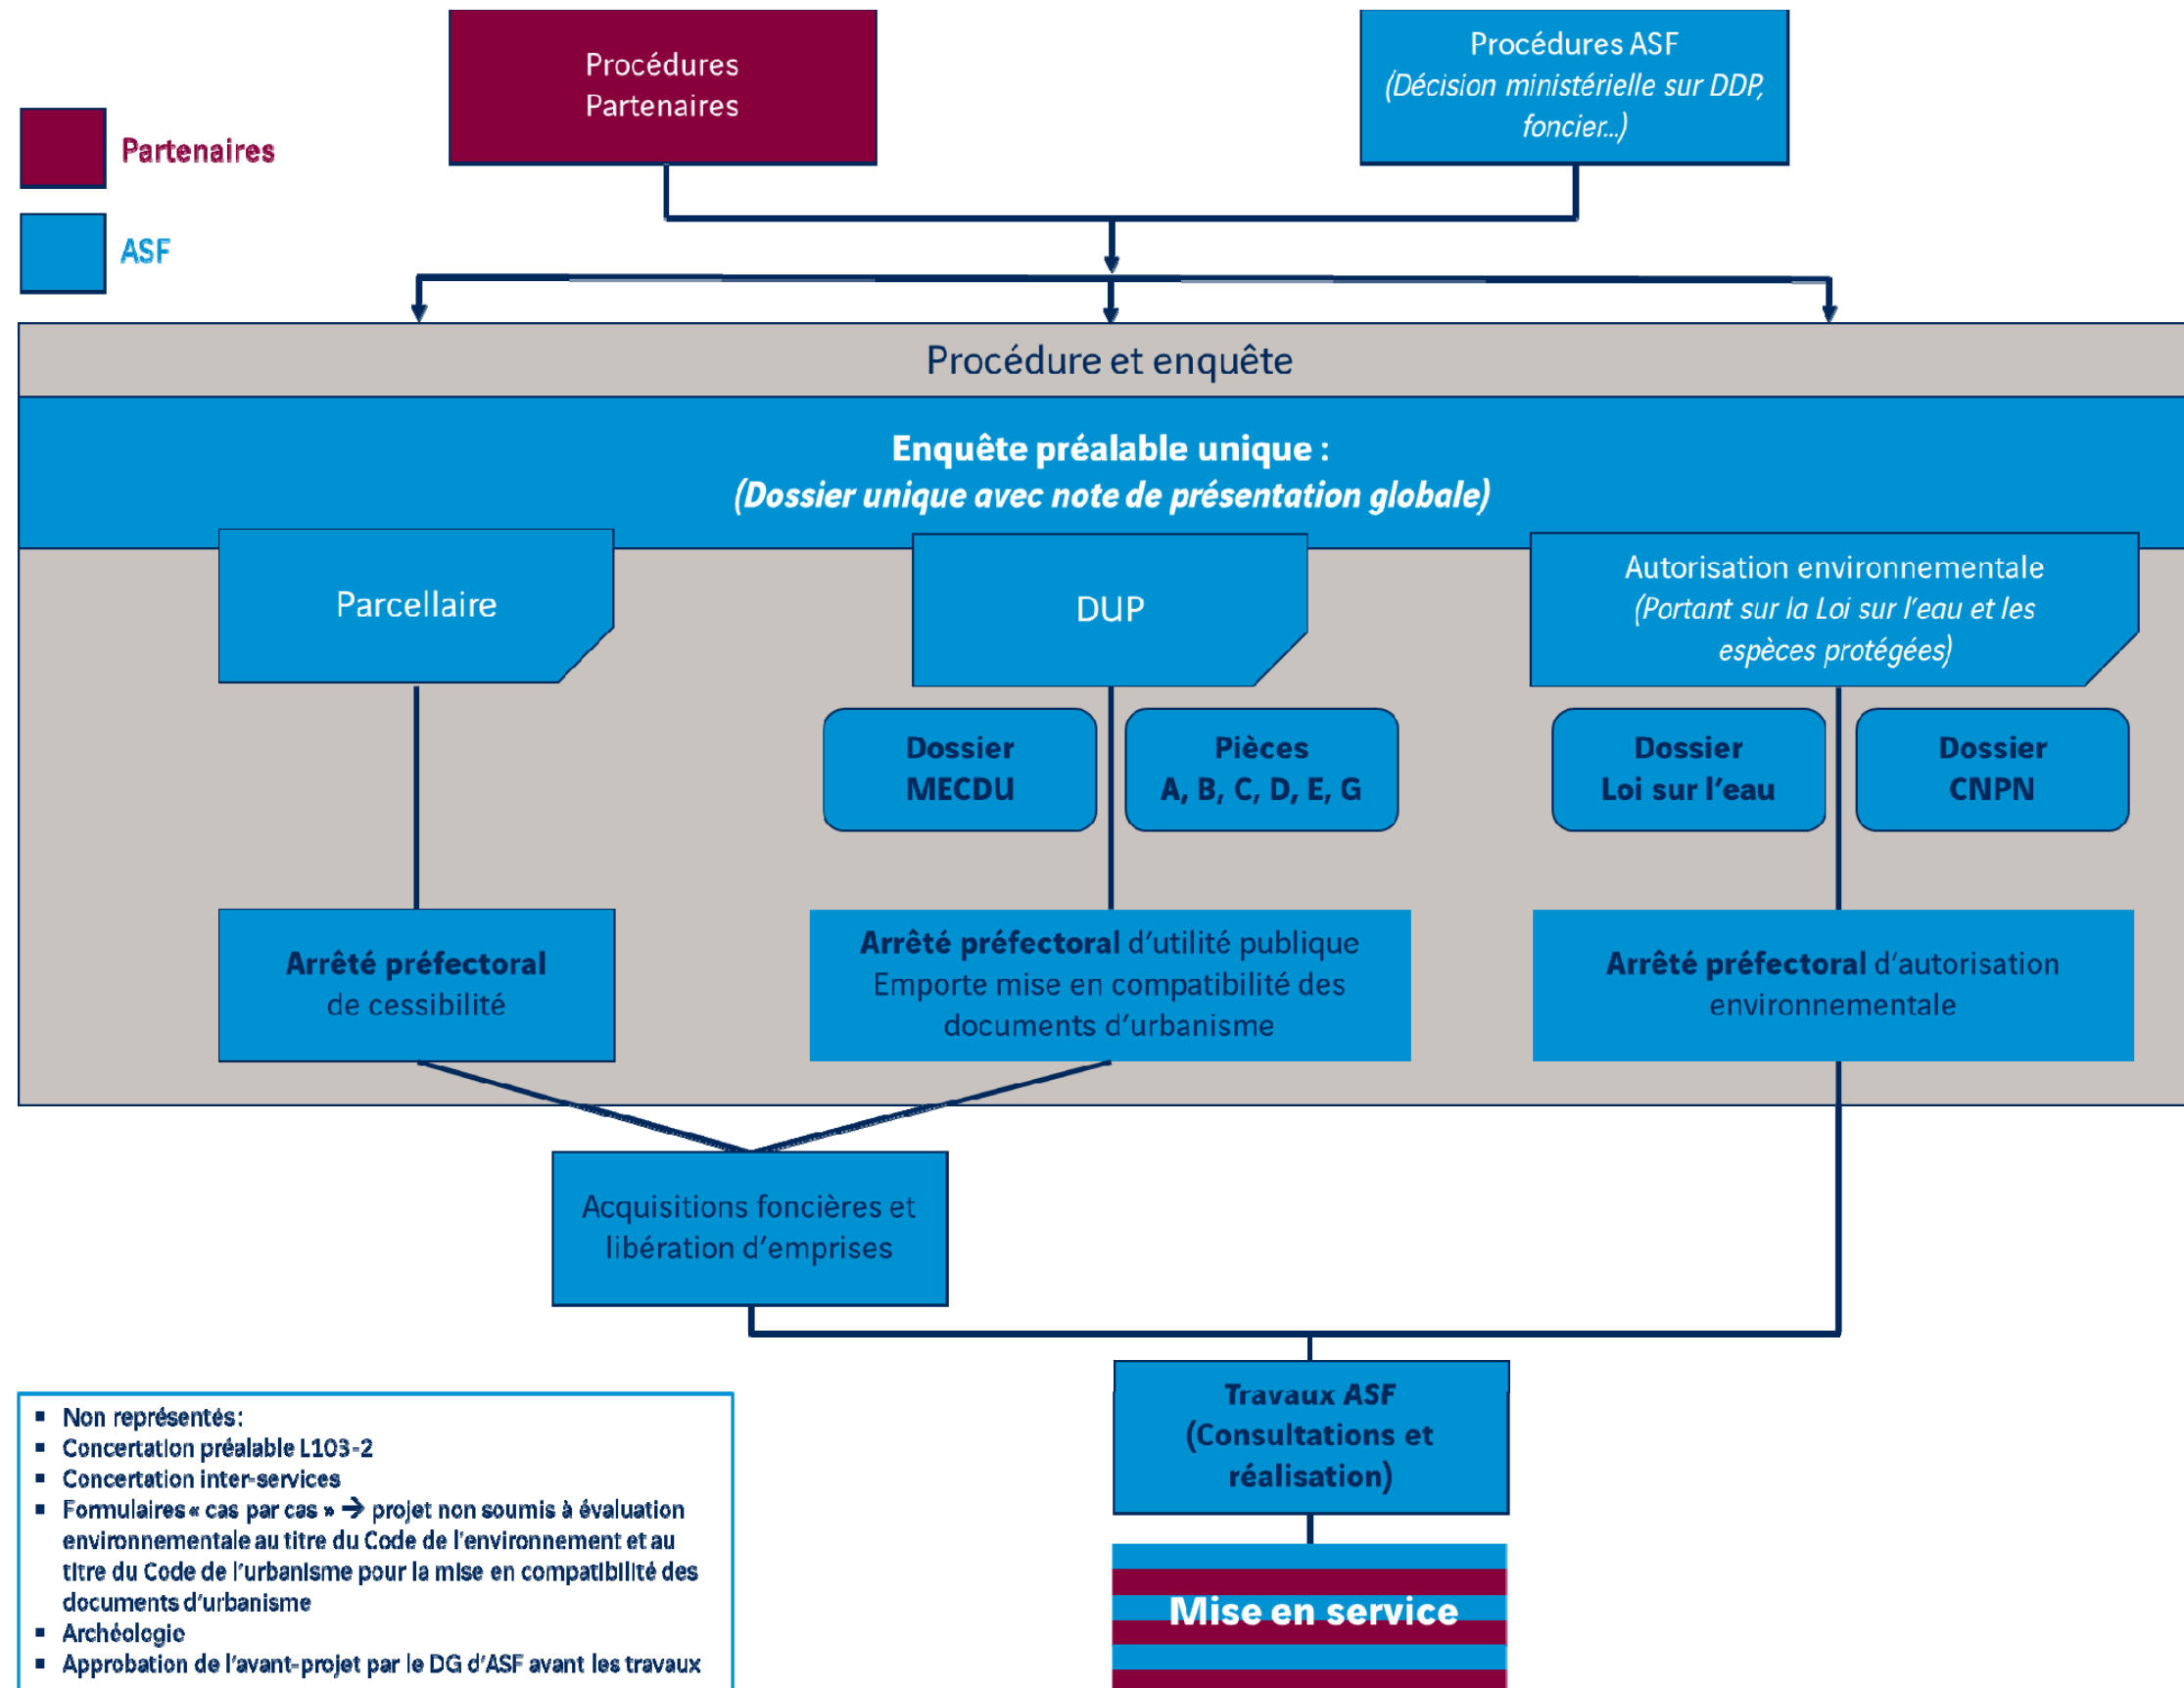 Procédures
Partenaires
Procédures ASF
(Décision ministérielle sur DDP,
foncier...)
Partenaires
ASF
Procédure et enquête
Enquête préalable unique :
(Dossier unique avec note de présentation globale)
Parcellaire
DUP
Autorisation environnementale
(Portant sur la Loi sur l'eau et les
espèces protégées)
Dossier
MECDU
Pièces
A, B, C, D, E, G
Dossier
Loi sur l'eau
Dossier
CNPN
Arrêté préfectoral
de cessibilité
Arrêté préfectoral d'utilité publique
Emporte mise en compatibilité des
documents d'urbanisme
Arrêté préfectoral d'autorisation
environnementale
Acquisitions foncières et
libération d'emprises
Travaux ASF
(Consultations et
réalisation)
Mise en service
▪ Non représentés :
▪ Concertation préalable L103-2
▪ Concertation inter-services
▪ Formulaires « cas par cas » → projet non soumis à évaluation
environnementale au titre du Code de l'environnement et au
titre du Code de l'urbanisme pour la mise en compatibilité des
documents d'urbanisme
▪ Archéologie
▪ Approbation de l'avant-projet par le DG d'ASF avant les travaux